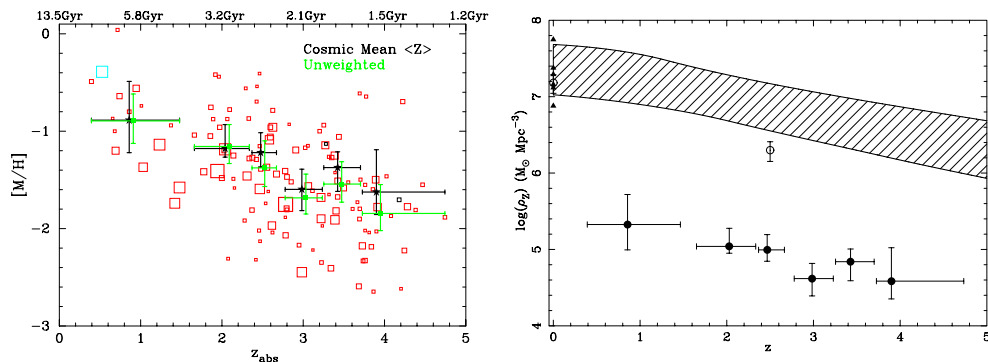 13.5Gyr 5.8Gyr 3.2Gyr 2.1Gyr 1.5Gyr 1.2Gyr
Cosmic Mean <Z>
Unweighted
[M/H]
0
−1
−2
−3
0 1 2 3 4 5
z_abs
log(ρ_Z) (M_⊙ Mpc⁻³)
8
7
6
5
4
0 1 2 3 4 5
z